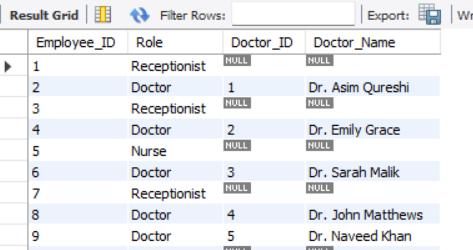 Result Grid Filter Rows: Export: Wr
Employee_ID Role Doctor_ID Doctor_Name
1 Receptionist NULL NULL
2 Doctor 1 Dr. Asim Qureshi
3 Receptionist NULL NULL
4 Doctor 2 Dr. Emily Grace
5 Nurse NULL NULL
6 Doctor 3 Dr. Sarah Malik
7 Receptionist NULL NULL
8 Doctor 4 Dr. John Matthews
9 Doctor 5 Dr. Naveed Khan